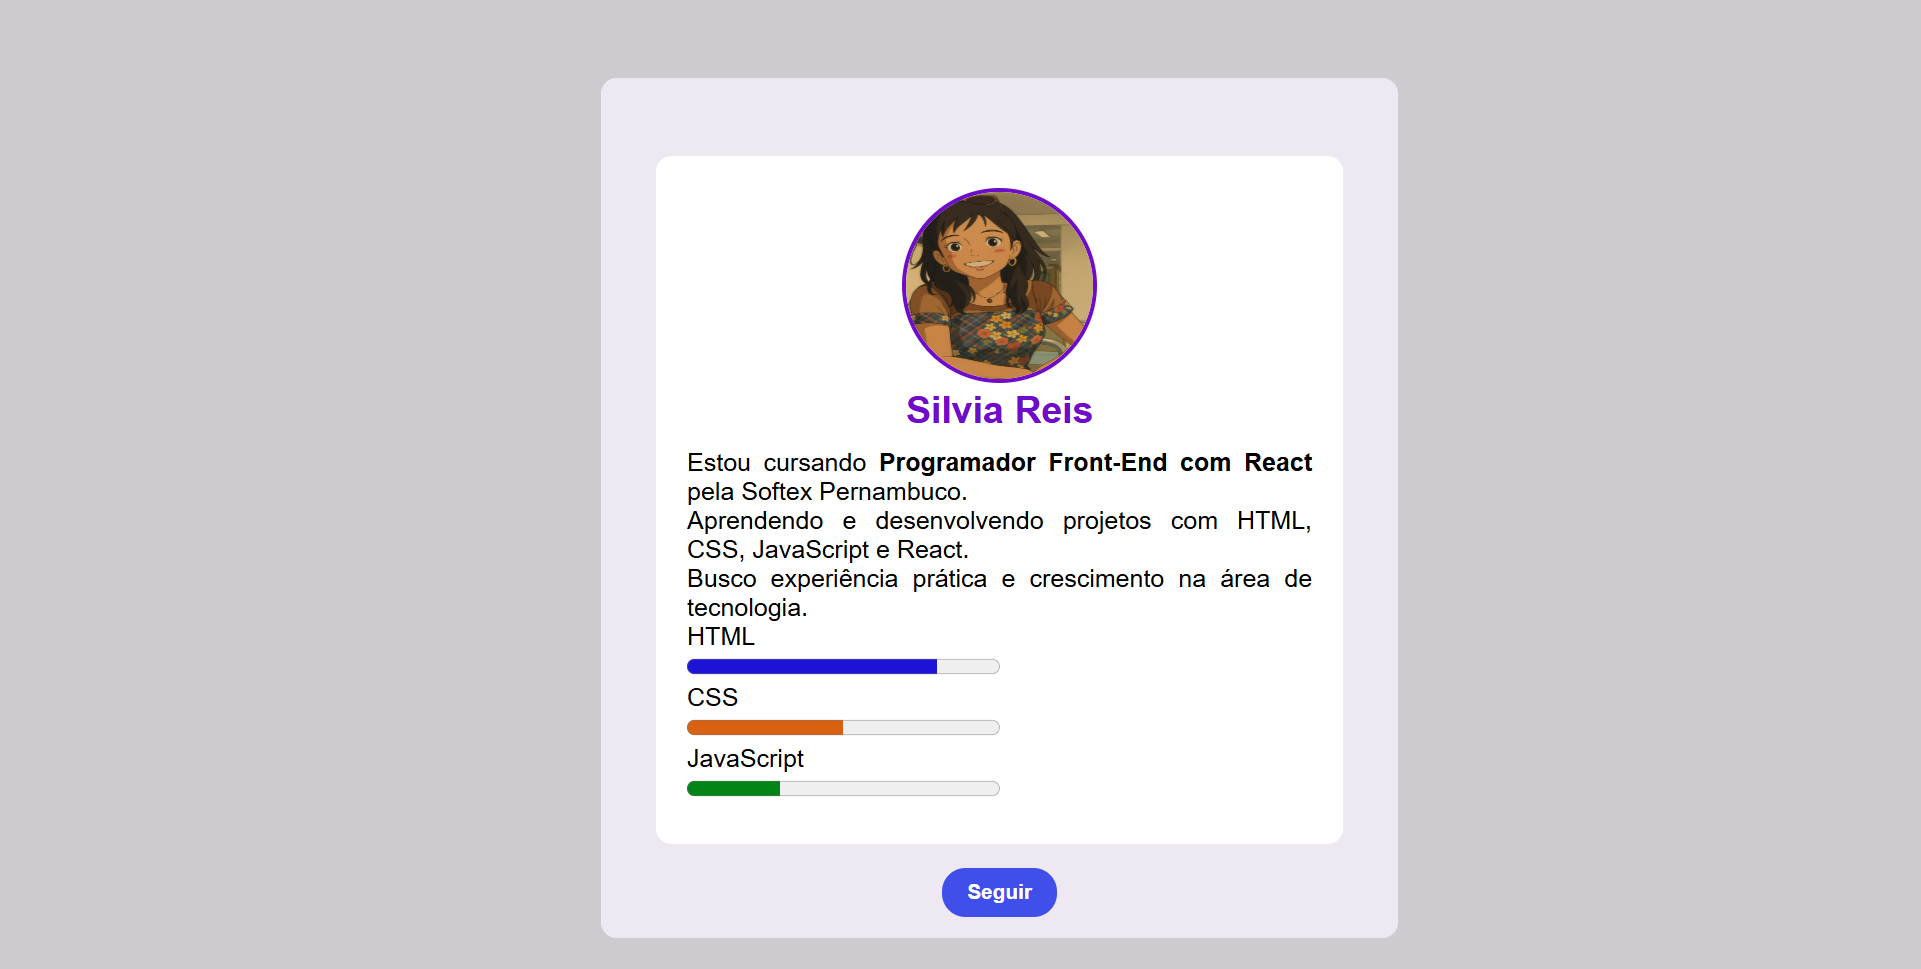 Silvia Reis
Estou cursando Programador Front-End com React
pela Softex Pernambuco.
Aprendendo e desenvolvendo projetos com HTML,
CSS, JavaScript e React.
Busco experiência prática e crescimento na área de
tecnologia.
HTML
CSS
JavaScript
Seguir